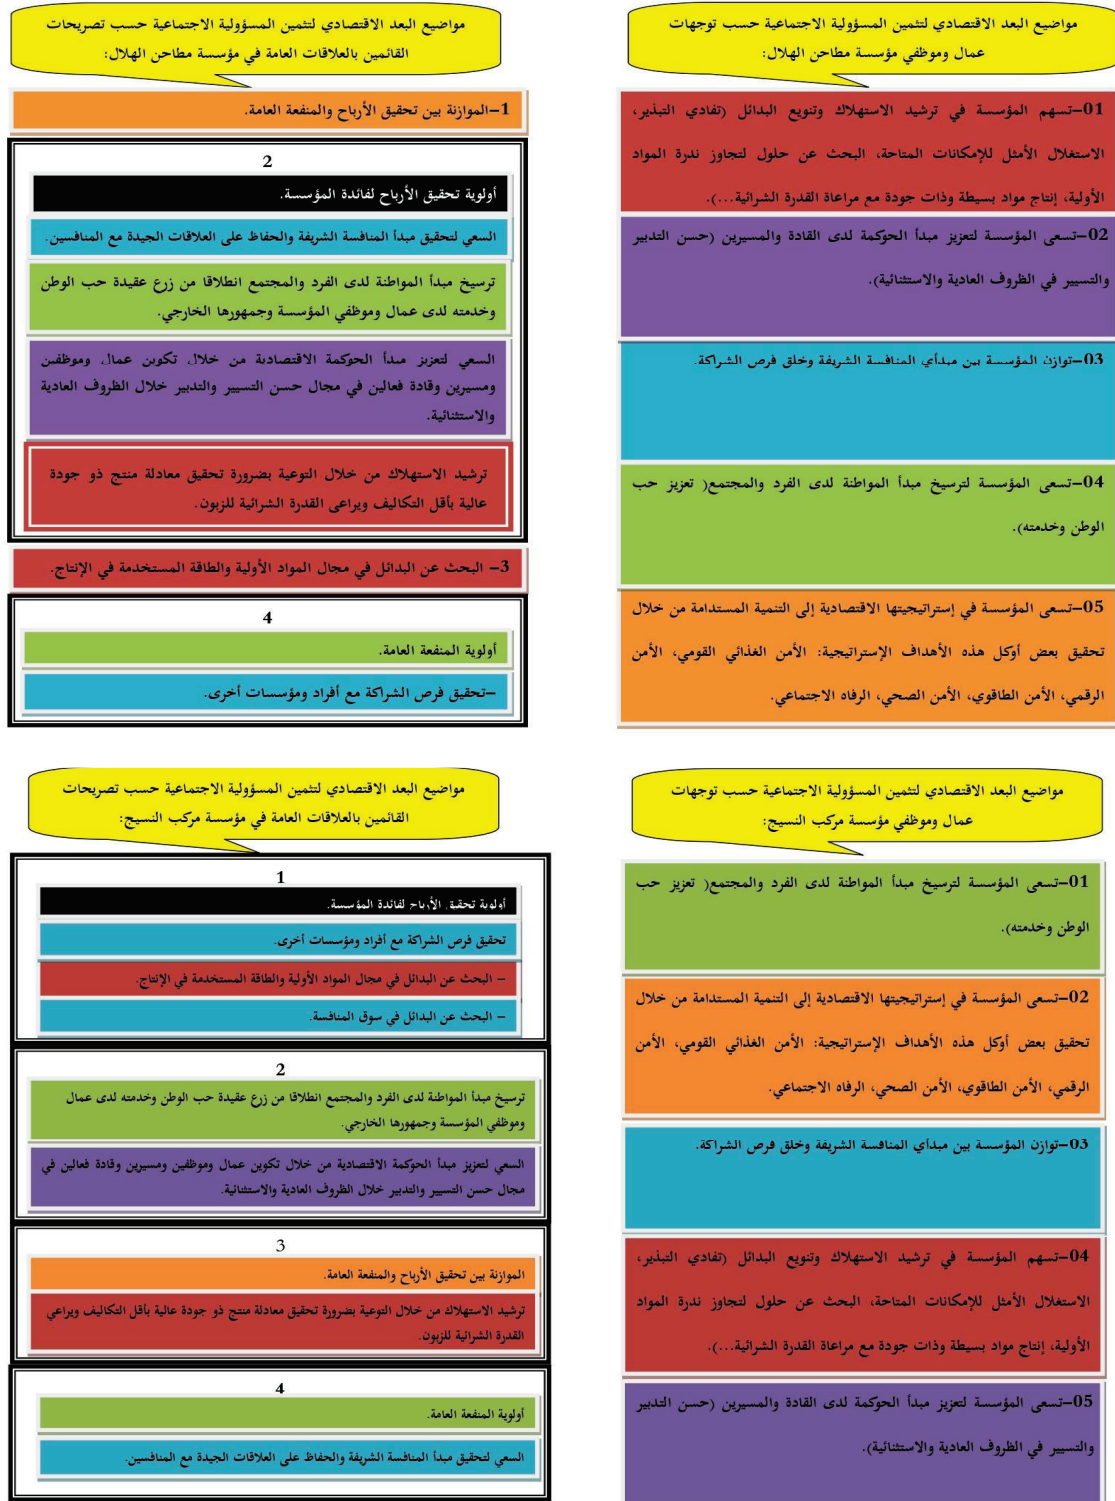 مواضيع البعد الاقتصادي لتثمين المسؤولية الاجتماعية حسب توجهات
عمال وموظفي مؤسسة مطاحن الهلال:
01–تسهم المؤسسة في ترشيد الاستهلاك وتنويع البدائل (تفادي التبذير،
الاستغلال الأمثل للإمكانات المتاحة، البحث عن حلول لتجاوز ندرة المواد
الأولية، إنتاج مواد بسيطة وذات جودة مع مراعاة القدرة الشرائية...).
02–تسعى المؤسسة لتعزيز مبدأ الحوكمة لدى القادة والمسيرين (حسن التدبير
والتسيير في الظروف العادية والاستثنائية).
03–توازن المؤسسة بين مبدأي المنافسة الشريفة وخلق فرص الشراكة.
04–تسعى المؤسسة لترسيخ مبدأ المواطنة لدى الفرد والمجتمع( تعزيز حب
الوطن وخدمته).
05–تسعى المؤسسة في إستراتيجيتها الاقتصادية إلى التنمية المستدامة من خلال
تحقيق بعض أوكل هذه الأهداف الإستراتيجية: الأمن الغذائي القومي، الأمن
الرقمي، الأمن الطاقوي، الأمن الصحي، الرفاه الاجتماعي.
مواضيع البعد الاقتصادي لتثمين المسؤولية الاجتماعية حسب تصريحات
القائمين بالعلاقات العامة في مؤسسة مطاحن الهلال:
1–الموازنة بين تحقيق الأرباح والمنفعة العامة.
2
أولوية تحقيق الأرباح لفائدة المؤسسة.
السعي لتحقيق مبدأ المنافسة الشريفة والحفاظ على العلاقات الجيدة مع المنافسين.
ترسيخ مبدأ المواطنة لدى الفرد والمجتمع انطلاقا من زرع عقيدة حب الوطن
وخدمته لدى عمال وموظفي المؤسسة وجمهورها الخارجي.
السعي لتعزيز مبدأ الحوكمة الاقتصادية من خلال تكوين عمال وموظفين
ومسيرين وقادة فعالين في مجال حسن التسيير والتدبير خلال الظروف العادية
والاستثنائية.
ترشيد الاستهلاك من خلال التوعية بضرورة تحقيق معادلة منتج ذو جودة
عالية بأقل التكاليف ويراعى القدرة الشرائية للزبون.
3– البحث عن البدائل في مجال المواد الأولية والطاقة المستخدمة في الإنتاج.
4
أولوية المنفعة العامة.
–تحقيق فرص الشراكة مع أفراد ومؤسسات أخرى.
مواضيع البعد الاقتصادي لتثمين المسؤولية الاجتماعية حسب توجهات
عمال وموظفي مؤسسة مركب النسيج:
01–تسعى المؤسسة لترسيخ مبدأ المواطنة لدى الفرد والمجتمع( تعزيز حب
الوطن وخدمته).
02–تسعى المؤسسة في إستراتيجيتها الاقتصادية إلى التنمية المستدامة من خلال
تحقيق بعض أوكل هذه الأهداف الإستراتيجية: الأمن الغذائي القومي، الأمن
الرقمي، الأمن الطاقوي، الأمن الصحي، الرفاه الاجتماعي.
03–توازن المؤسسة بين مبدأي المنافسة الشريفة وخلق فرص الشراكة.
04–تسهم المؤسسة في ترشيد الاستهلاك وتنويع البدائل (تفادي التبذير،
الاستغلال الأمثل للإمكانات المتاحة، البحث عن حلول لتجاوز ندرة المواد
الأولية، إنتاج مواد بسيطة وذات جودة مع مراعاة القدرة الشرائية...).
05–تسعى المؤسسة لتعزيز مبدأ الحوكمة لدى القادة والمسيرين (حسن التدبير
والتسيير في الظروف العادية والاستثنائية).
مواضيع البعد الاقتصادي لتثمين المسؤولية الاجتماعية حسب تصريحات
القائمين بالعلاقات العامة في مؤسسة مركب النسيج:
1
أولوية تحقيق الأرباح لفائدة المؤسسة.
تحقيق فرص الشراكة مع أفراد ومؤسسات أخرى.
– البحث عن البدائل في مجال المواد الأولية والطاقة المستخدمة في الإنتاج.
– البحث عن البدائل في سوق المنافسة.
2
ترسيخ مبدأ المواطنة لدى الفرد والمجتمع انطلاقا من زرع عقيدة حب الوطن وخدمته لدى عمال
وموظفي المؤسسة وجمهورها الخارجي.
السعي لتعزيز مبدأ الحوكمة الاقتصادية من خلال تكوين عمال وموظفين ومسيرين وقادة فعالين في
مجال حسن التسيير والتدبير خلال الظروف العادية والاستثنائية.
3
الموازنة بين تحقيق الأرباح والمنفعة العامة.
ترشيد الاستهلاك من خلال التوعية بضرورة تحقيق معادلة منتج ذو جودة عالية بأقل التكاليف ويراعي
القدرة الشرائية للزبون.
4
أولوية المنفعة العامة.
السعي لتحقيق مبدأ المنافسة الشريفة والحفاظ على العلاقات الجيدة مع المنافسين.